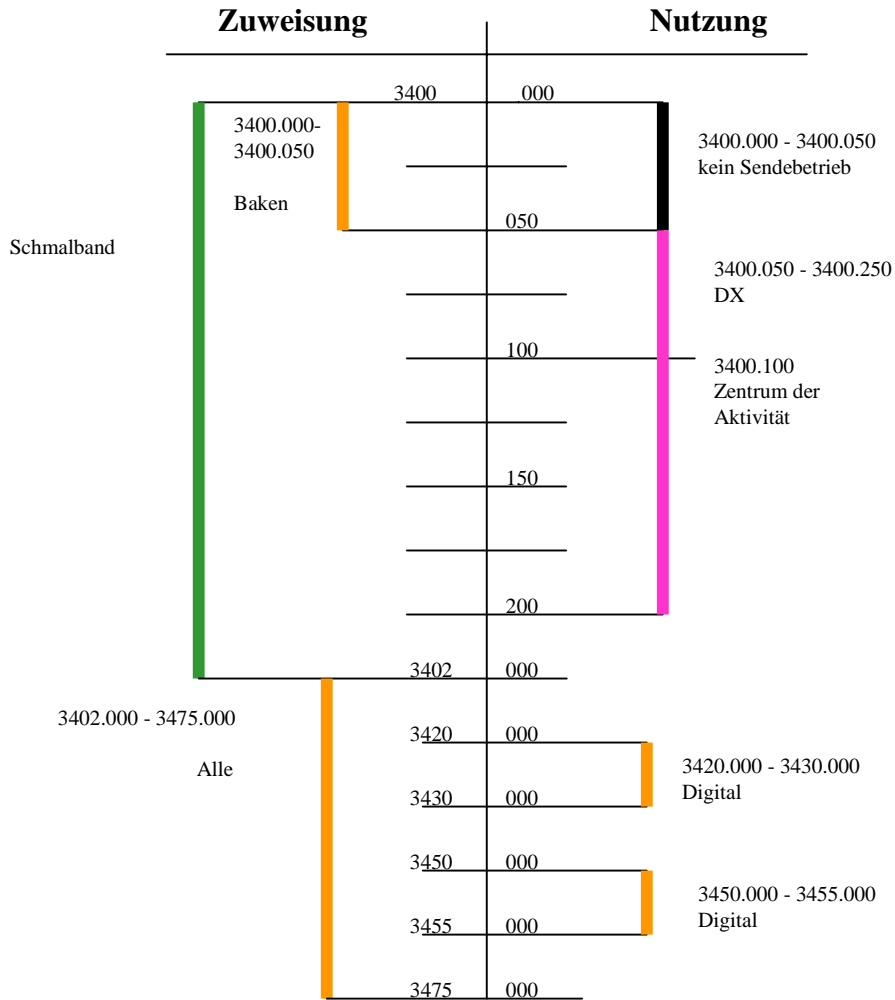 Zuweisung
Nutzung
3400 .000
3400.000-
3400.050
Baken
3400.000 - 3400.050
kein Sendebetrieb
050
Schmalband
3400.050 - 3400.250
DX
100
3400.100
Zentrum der
Aktivität
150
200
3402 000
3402.000 - 3475.000
Alle
3420 000
3420.000 - 3430.000
Digital
3430 000
3450 000
3450.000 - 3455.000
Digital
3455 000
3475 000